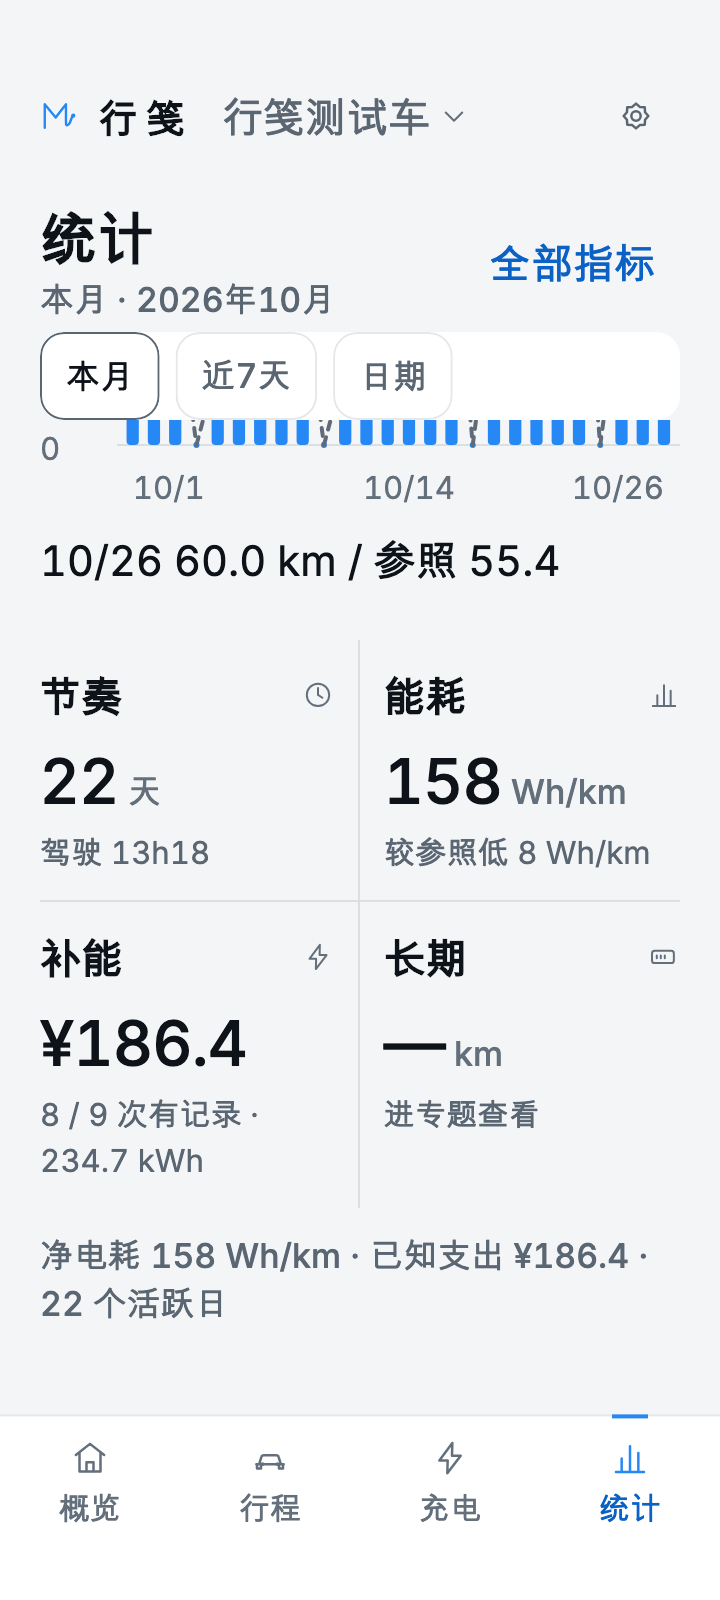 行笺 行笺测试车
统计
全部指标
本月 · 2026年10月
本月 近7天 日期
0
10/1 10/14 10/26
10/26 60.0 km / 参照 55.4
节奏
22 天
驾驶 13h18
能耗
158 Wh/km
较参照低 8 Wh/km
补能
¥186.4
8 / 9 次有记录 ·
234.7 kWh
长期
— km
进专题查看
净电耗 158 Wh/km · 已知支出 ¥186.4 ·
22 个活跃日
概览 行程 充电 统计